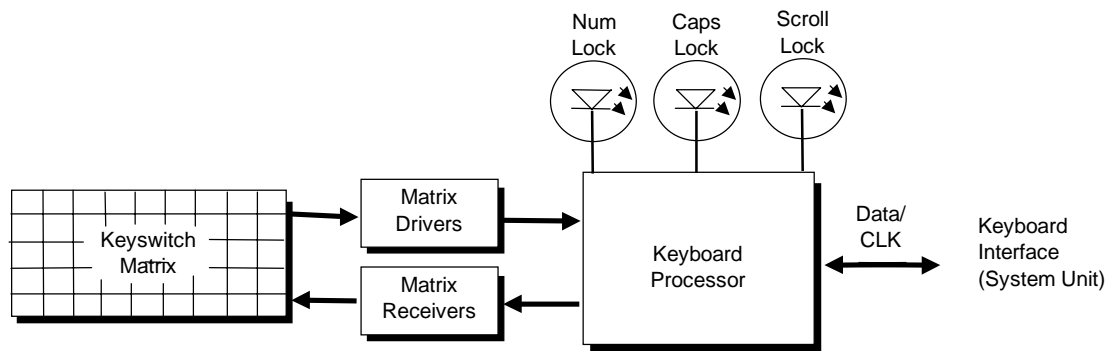 Num
Lock
Caps
Lock
Scroll
Lock
Keyswitch
Matrix
Matrix
Drivers
Matrix
Receivers
Keyboard
Processor
Data/
CLK
Keyboard
Interface
(System Unit)